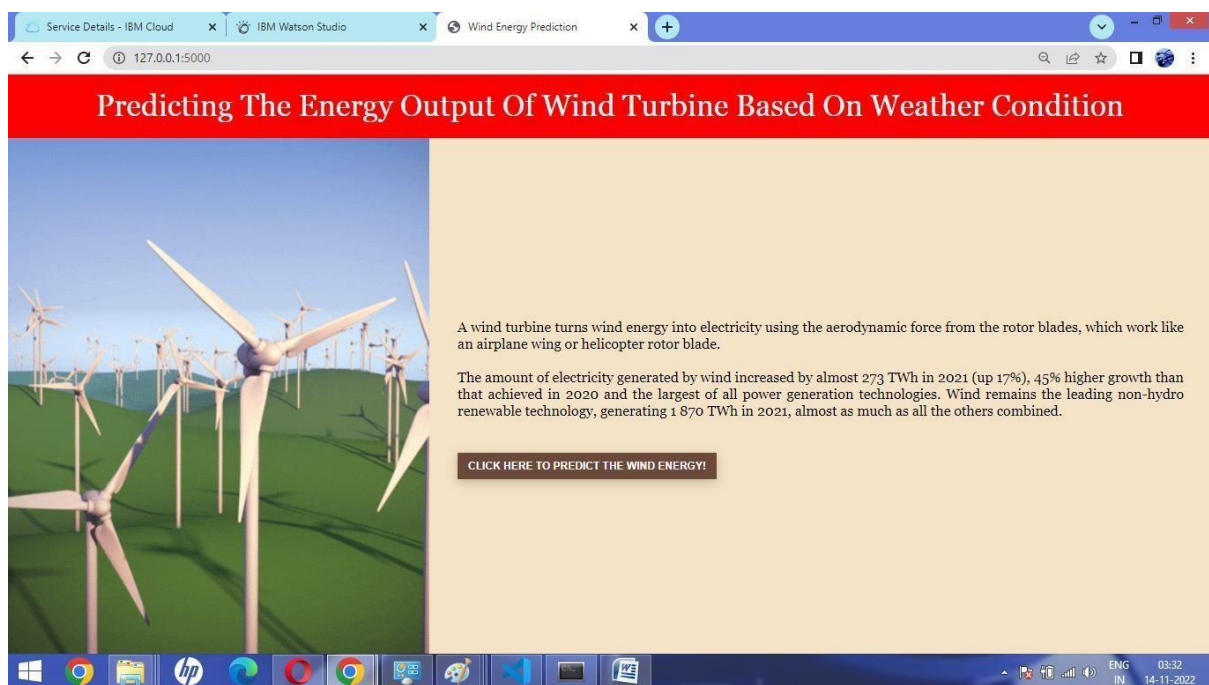 Service Details - IBM Cloud
IBM Watson Studio
Wind Energy Prediction
127.0.0.1:5000
Predicting The Energy Output Of Wind Turbine Based On Weather Condition
A wind turbine turns wind energy into electricity using the aerodynamic force from the rotor blades, which work like
an airplane wing or helicopter rotor blade.
The amount of electricity generated by wind increased by almost 273 TWh in 2021 (up 17%), 45% higher growth than
that achieved in 2020 and the largest of all power generation technologies. Wind remains the leading non-hydro
renewable technology, generating 1 870 TWh in 2021, almost as much as all the others combined.
CLICK HERE TO PREDICT THE WIND ENERGY!
hp
ENG
IN
03:32
14-11-2022